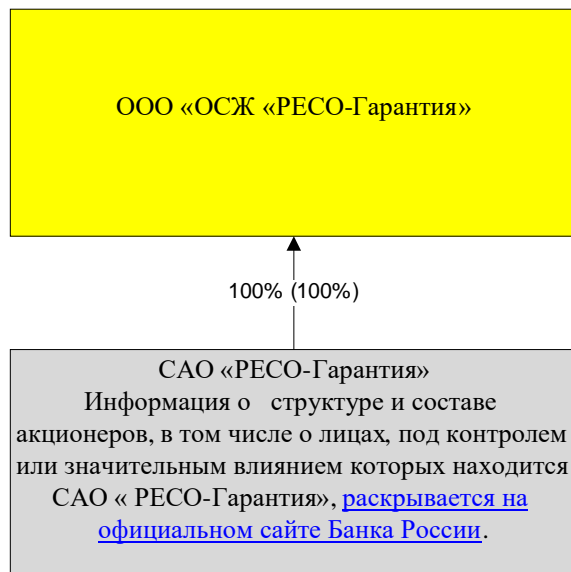 ООО «ОСЖ «РЕСО-Гарантия»
100% (100%)
САО «РЕСО-Гарантия»
Информация о структуре и составе
акционеров, в том числе о лицах, под контролем
или значительным влиянием которых находится
САО « РЕСО-Гарантия», раскрывается на
официальном сайте Банка России.